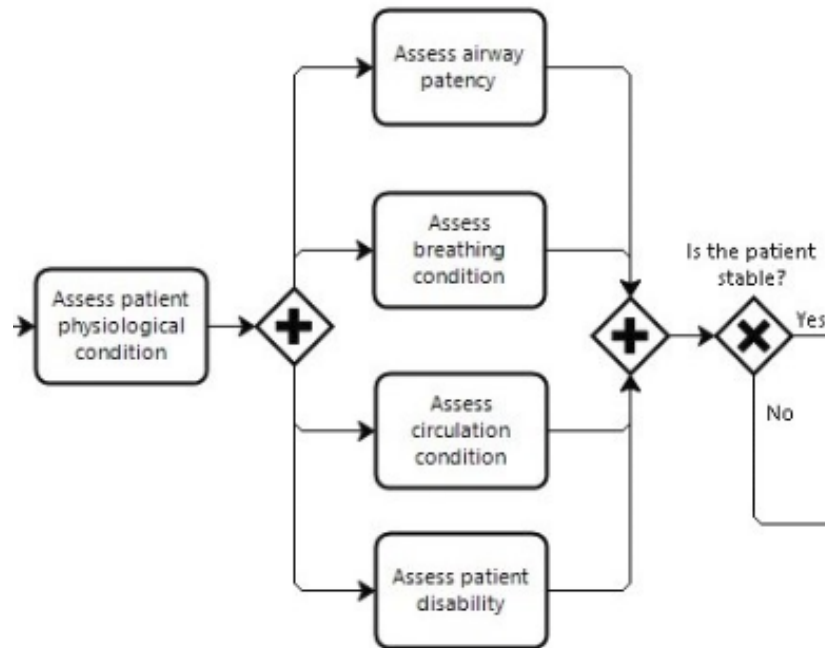 Assess airway
patency
Assess
breathing
condition
Is the patient
stable?
Assess patient
physiological
condition
Yes
Assess
circulation
condition
No
Assess patient
disability